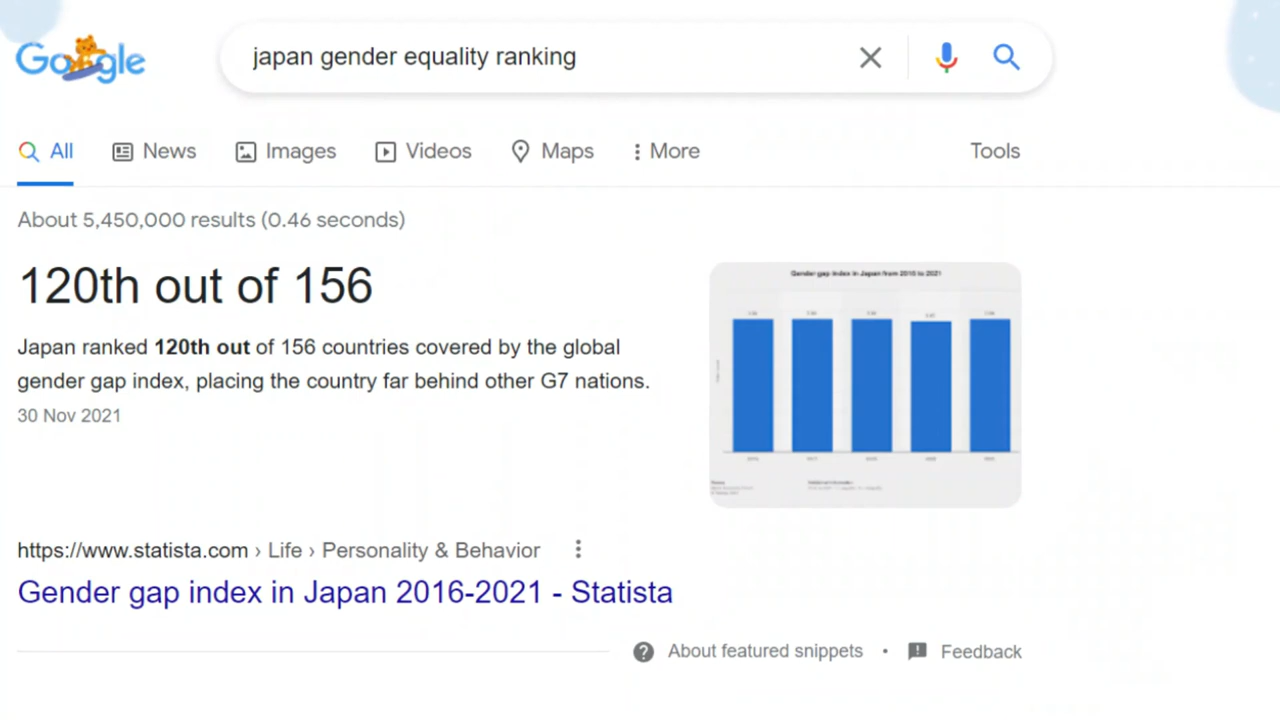 Google
japan gender equality ranking
All News Images Videos Maps More Tools
About 5,450,000 results (0.46 seconds)
120th out of 156
Japan ranked 120th out of 156 countries covered by the global
gender gap index, placing the country far behind other G7 nations.
30 Nov 2021
Gender gap index in Japan from 2016 to 2021
https://www.statista.com › Life › Personality & Behavior
Gender gap index in Japan 2016-2021 - Statista
About featured snippets • Feedback